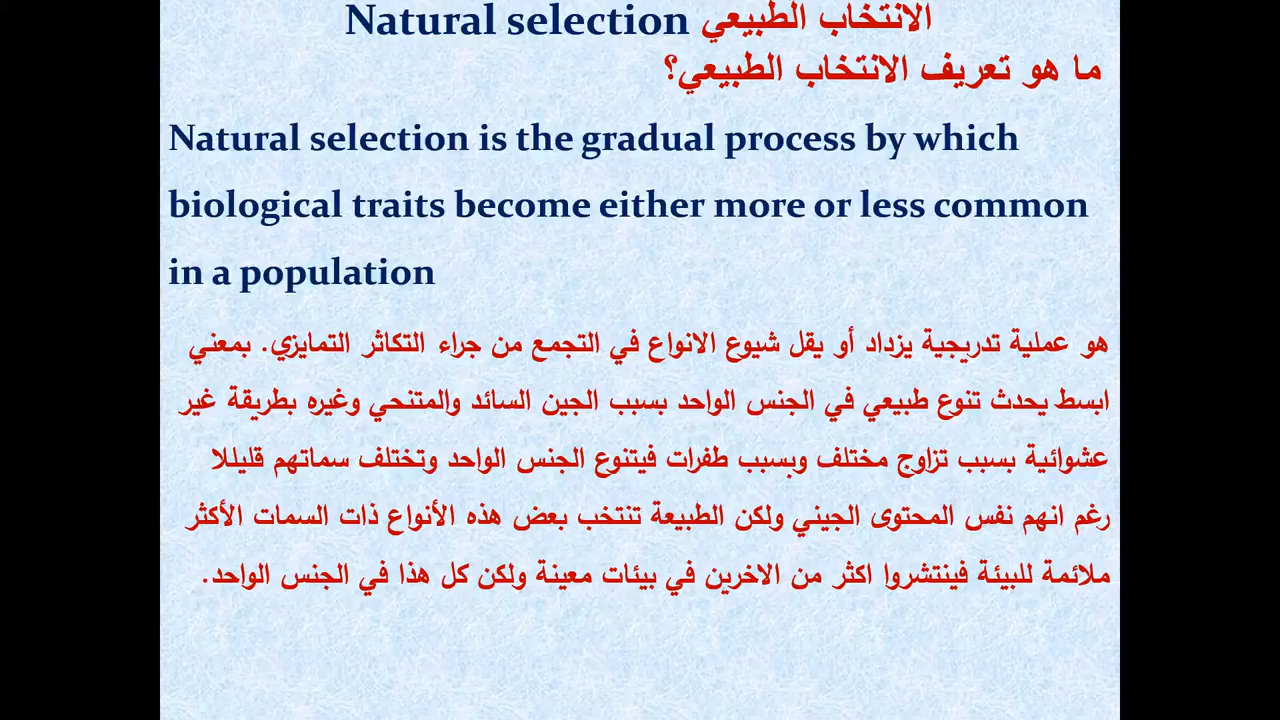 الانتخاب الطبيعي Natural selection
ما هو تعريف الانتخاب الطبيعي؟
Natural selection is the gradual process by which
biological traits become either more or less common
in a population
هو عملية تدريجية يزداد أو يقل شيوع الانواع في التجمع من جراء التكاثر التمايزي. بمعني
ابسط يحدث تنوع طبيعي في الجنس الواحد بسبب الجين السائد والمتنحي وغيره بطريقة غير
عشوائية بسبب تزاوج مختلف وبسبب طفرات فيتنوع الجنس الواحد وتختلف سماتهم قليللا
رغم انهم نفس المحتوى الجيني ولكن الطبيعة تنتخب بعض هذه الأنواع ذات السمات الأكثر
ملائمة للبيئة فينتشروا اكثر من الاخرين في بيئات معينة ولكن كل هذا في الجنس الواحد.